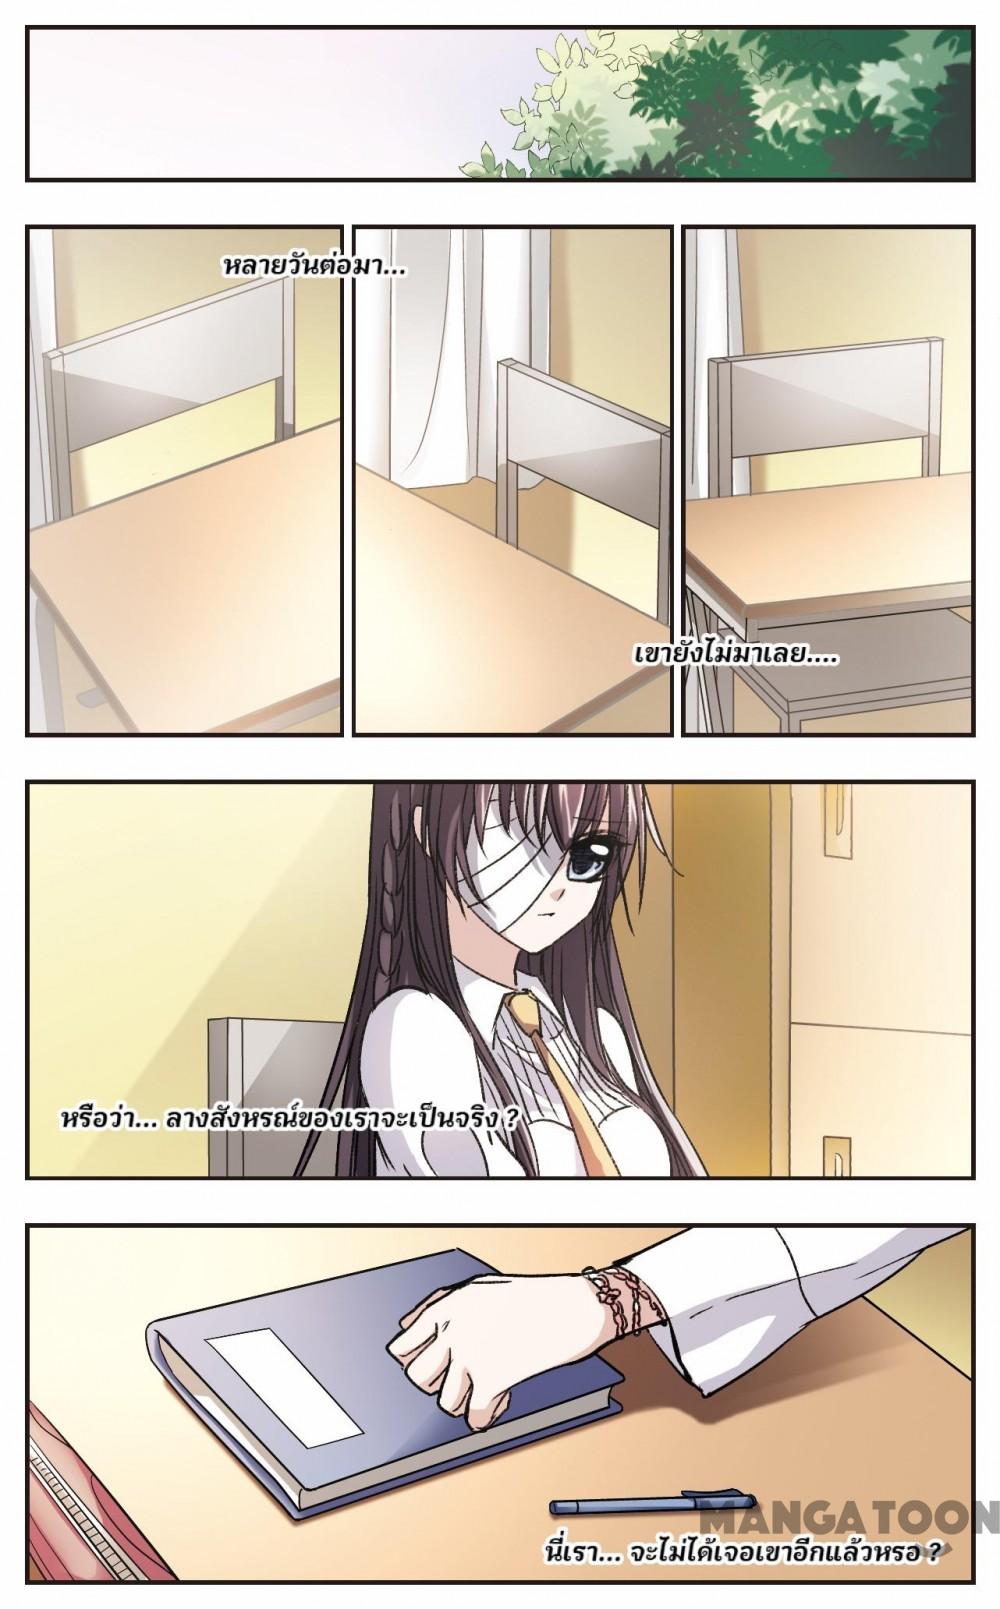 หลายวันต่อมา...
เขายังไม่มาเลย....
หรือว่า... ลางสังหรณ์ของเราจะเป็นจริง ?
MANGATOON
นี่เรา... จะไม่ได้เจอเขาอีกแล้วหรอ ?